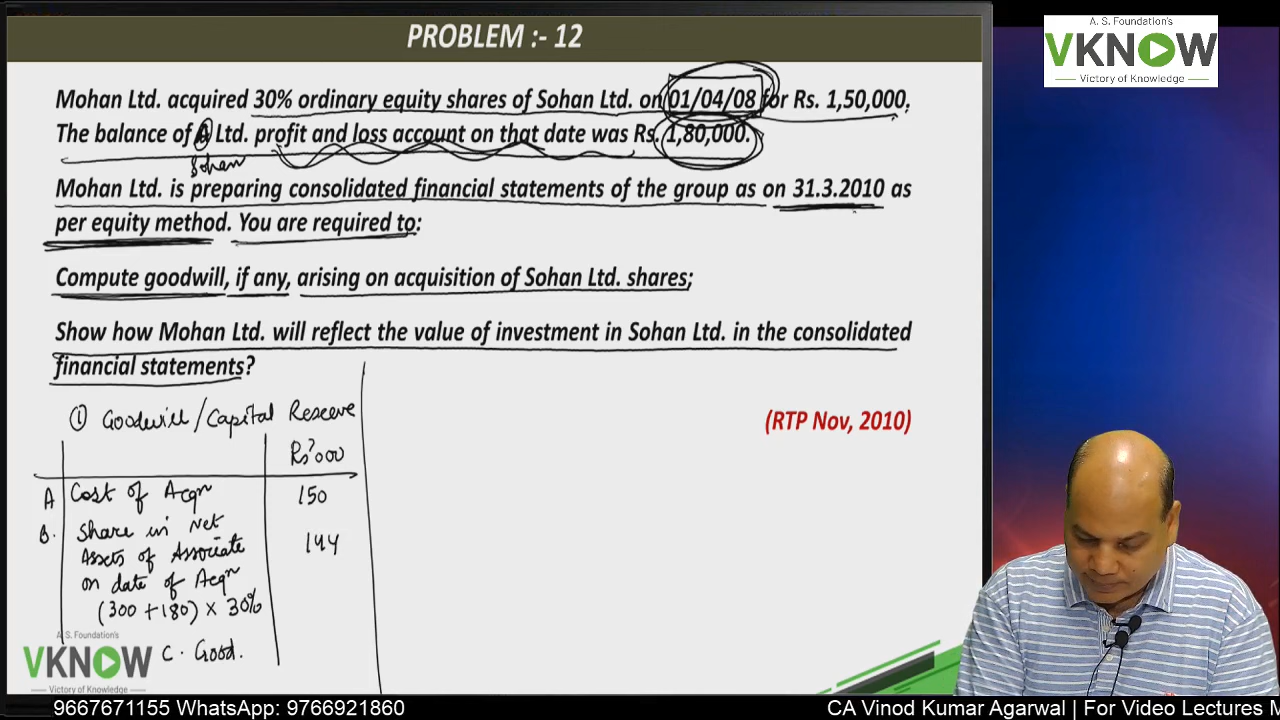 PROBLEM :- 12
A. S. Foundation's
VKNOW
Victory of Knowledge
Mohan Ltd. acquired 30% ordinary equity shares of Sohan Ltd. on 01/04/08 for Rs. 1,50,000.
The balance of A Ltd. profit and loss account on that date was Rs. 1,80,000.
Sohan
Mohan Ltd. is preparing consolidated financial statements of the group as on 31.3.2010 as
per equity method. You are required to:
Compute goodwill, if any, arising on acquisition of Sohan Ltd. shares;
Show how Mohan Ltd. will reflect the value of investment in Sohan Ltd. in the consolidated
financial statements?
(RTP Nov, 2010)
① Goodwill/Capital Reserve
Rs'000
A Cost of Acqn 150
B. Share in Net 144
Assets of Associate
on date of Acqn
(300 + 180) x 30%
C. Good.
A. S. Foundation's
VKNOW
Victory of Knowledge
9667671155 WhatsApp: 9766921860
CA Vinod Kumar Agarwal | For Video Lectures M